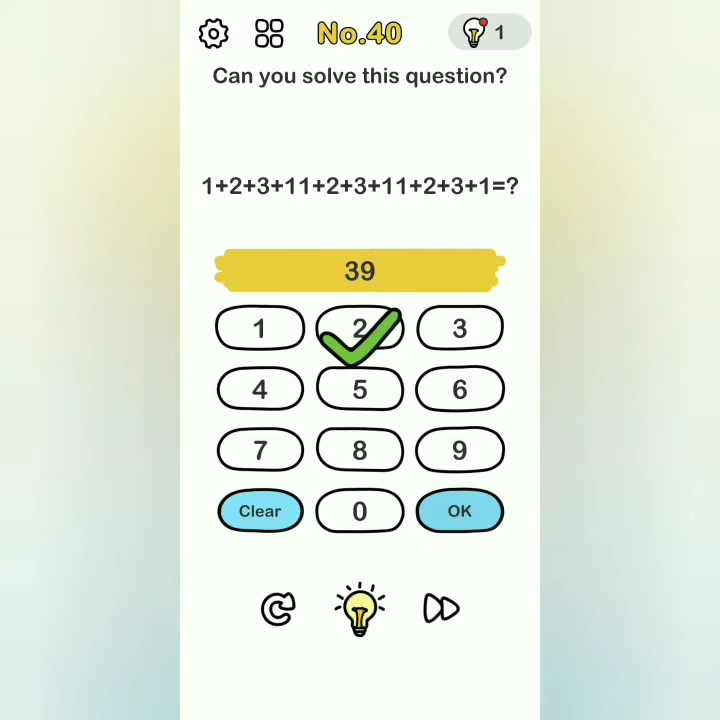 No.40
1
Can you solve this question?
1+2+3+11+2+3+11+2+3+1=?
39
1 2 3
4 5 6
7 8 9
Clear 0 OK